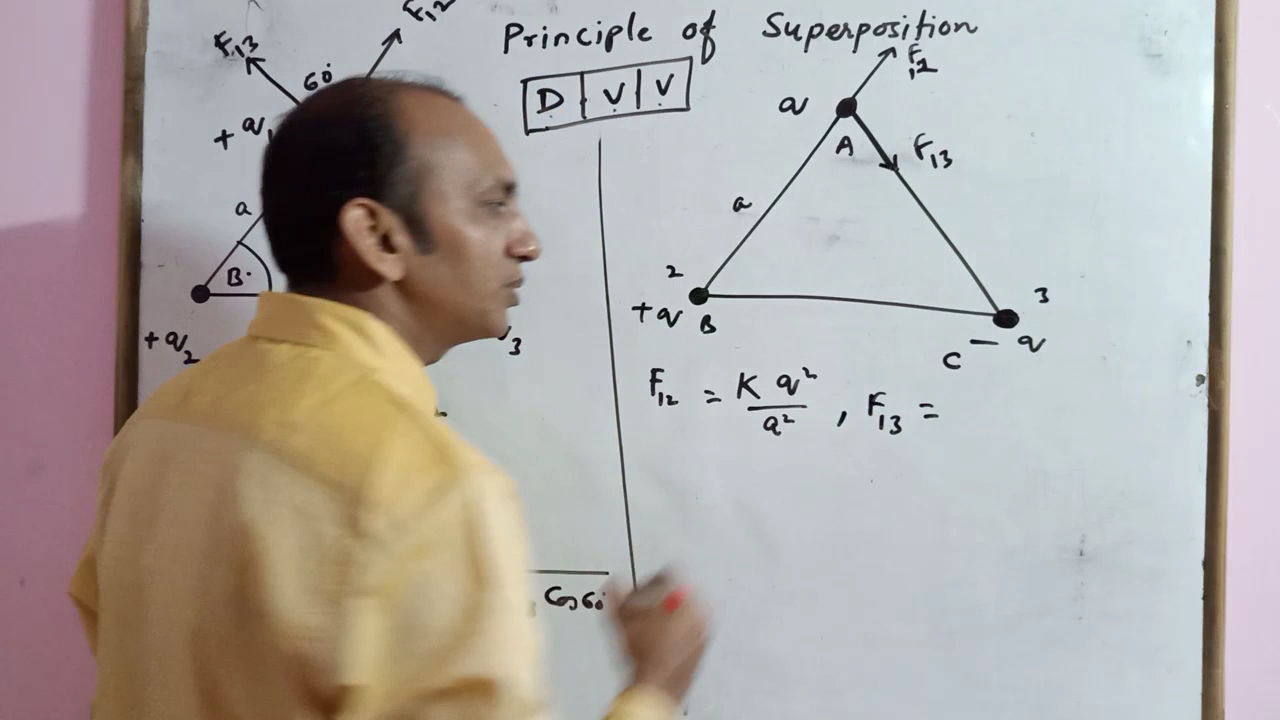 Principle of Superposition
D V V
F13
F12
60°
+ q1
a
B
+ q2
3
Cos60°
q
F12
A
F13
a
2
+q B
3
C - q
F12 = K q² / a² , F13 =